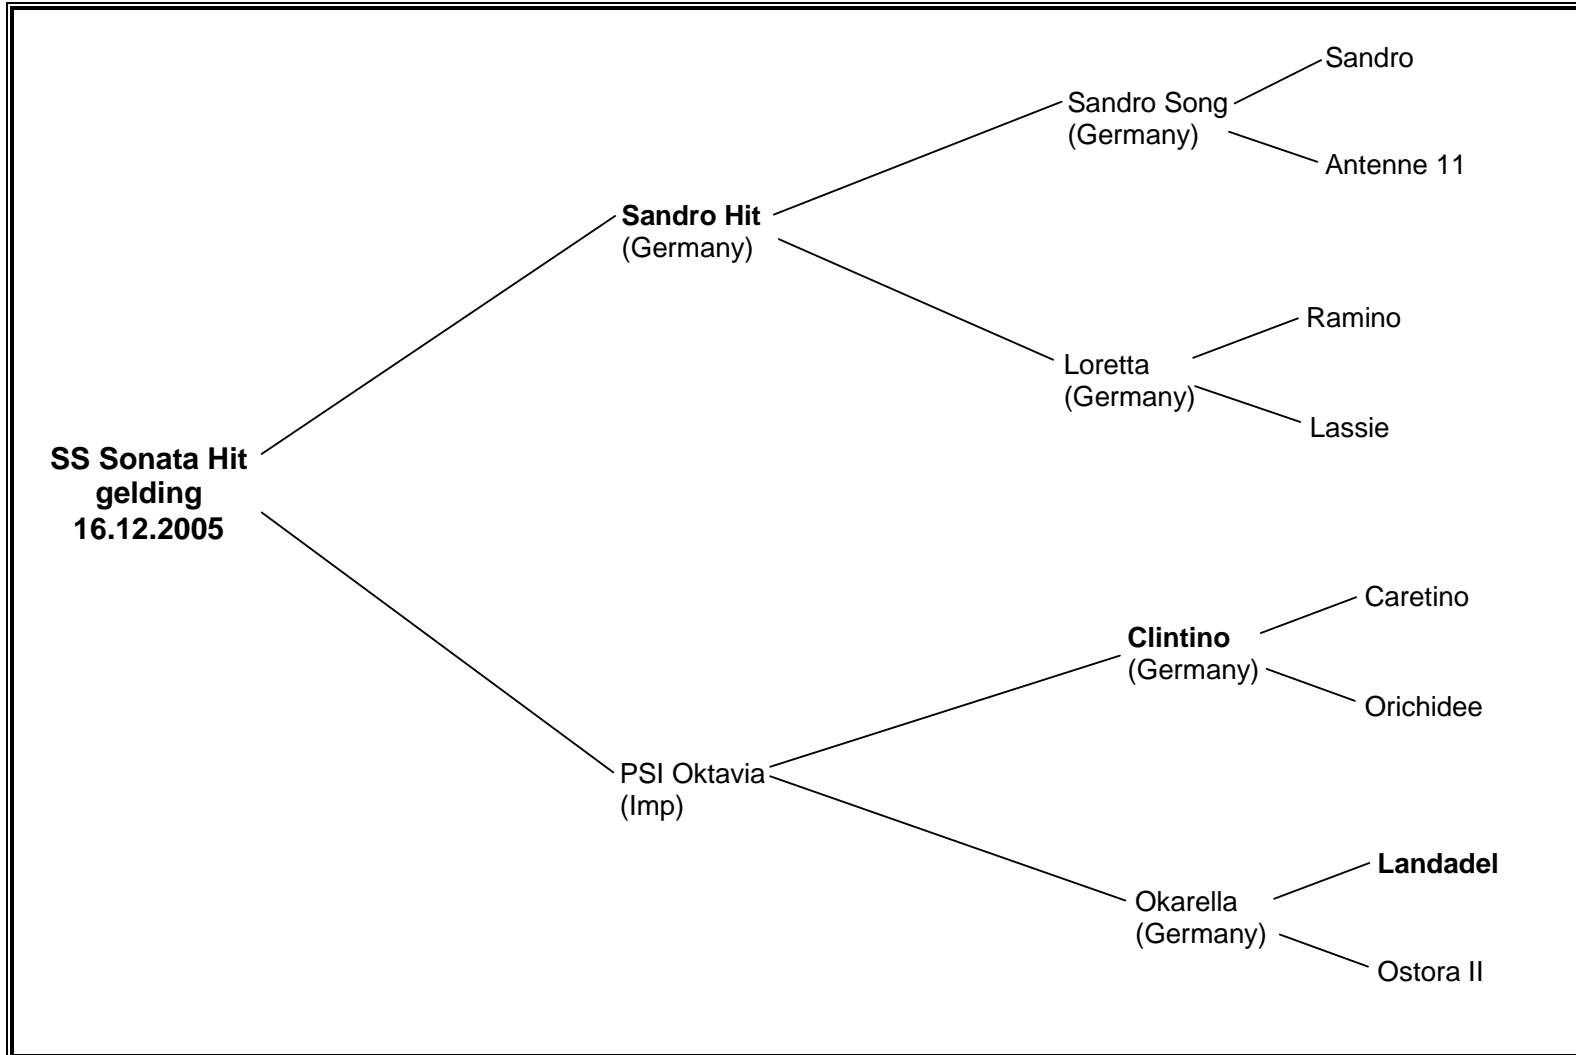 Sandro
Sandro Song
(Germany)
Antenne 11
Sandro Hit
(Germany)
Ramino
Loretta
(Germany)
Lassie
SS Sonata Hit
gelding
16.12.2005
Caretino
Clintino
(Germany)
Orichidee
PSI Oktavia
(Imp)
Landadel
Okarella
(Germany)
Ostora II